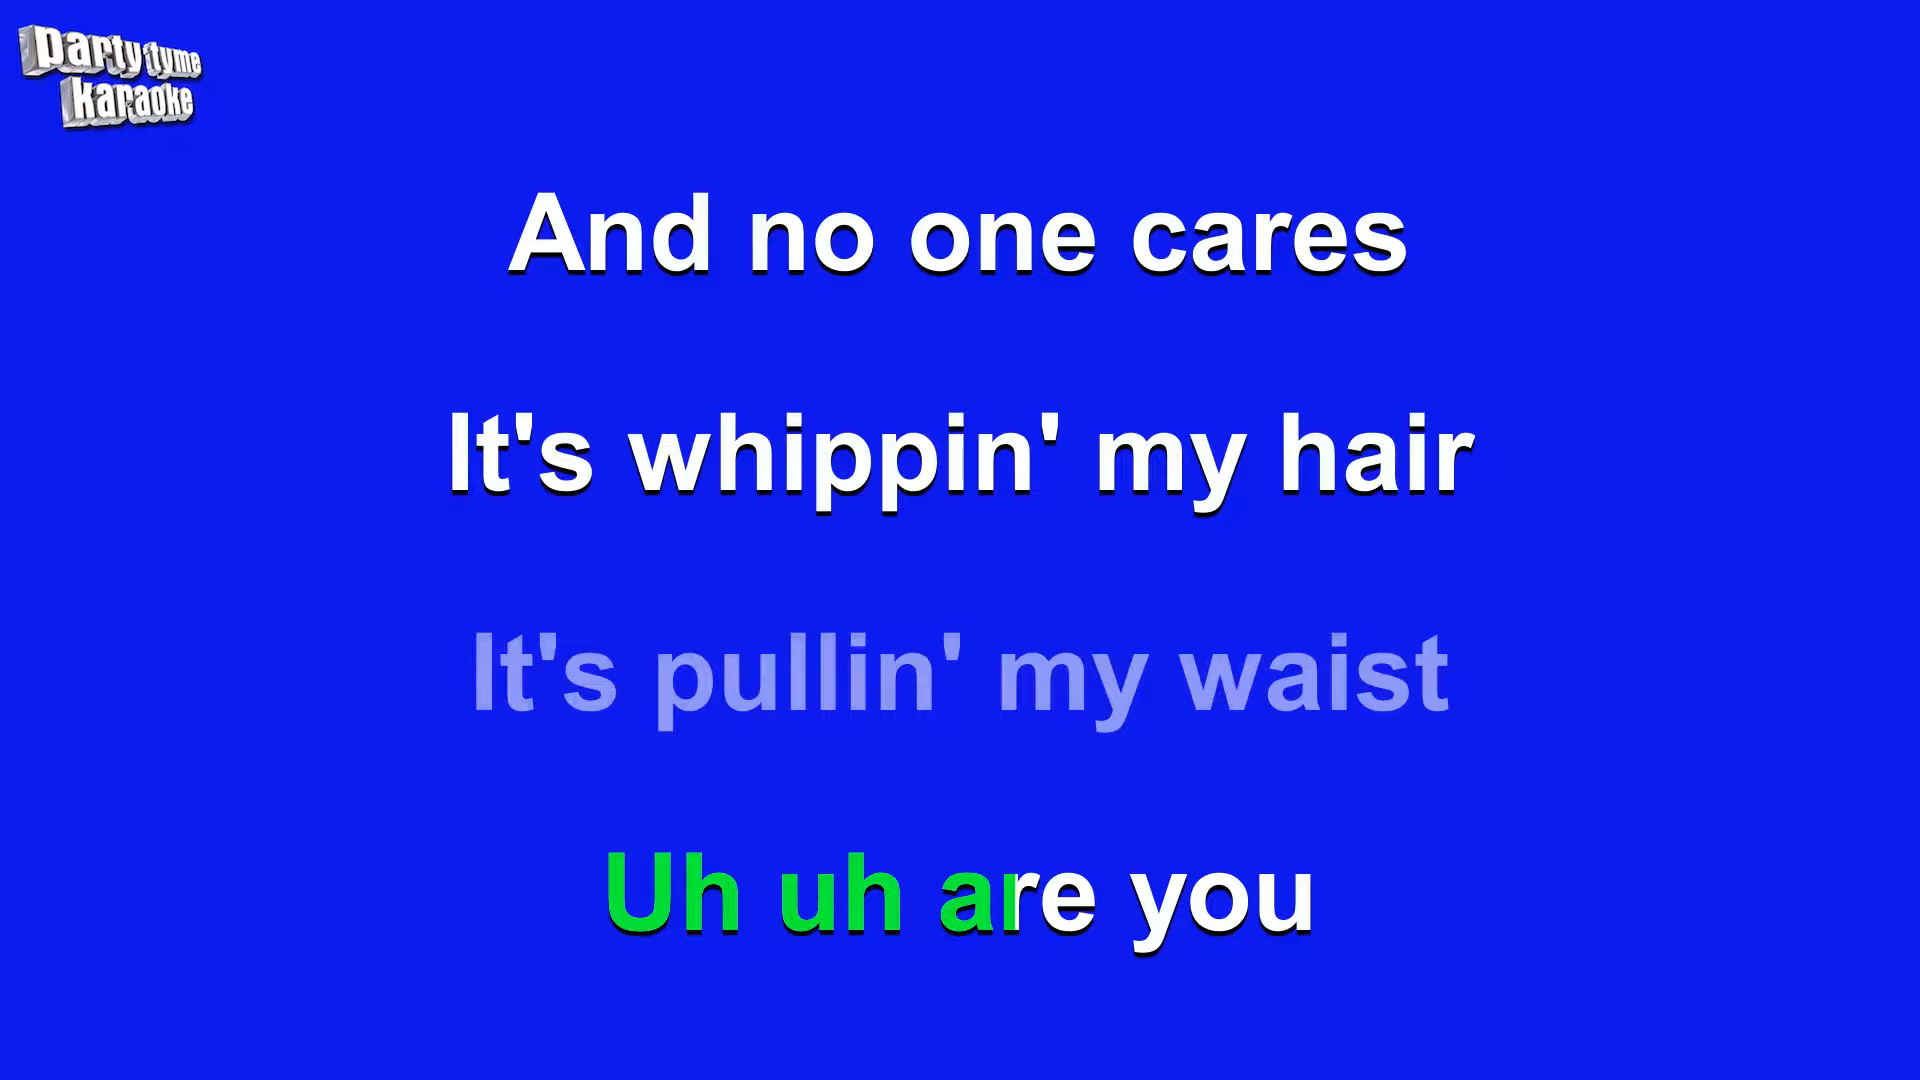 party tyme
karaoke
And no one cares
It's whippin' my hair
It's pullin' my waist
Uh uh are you